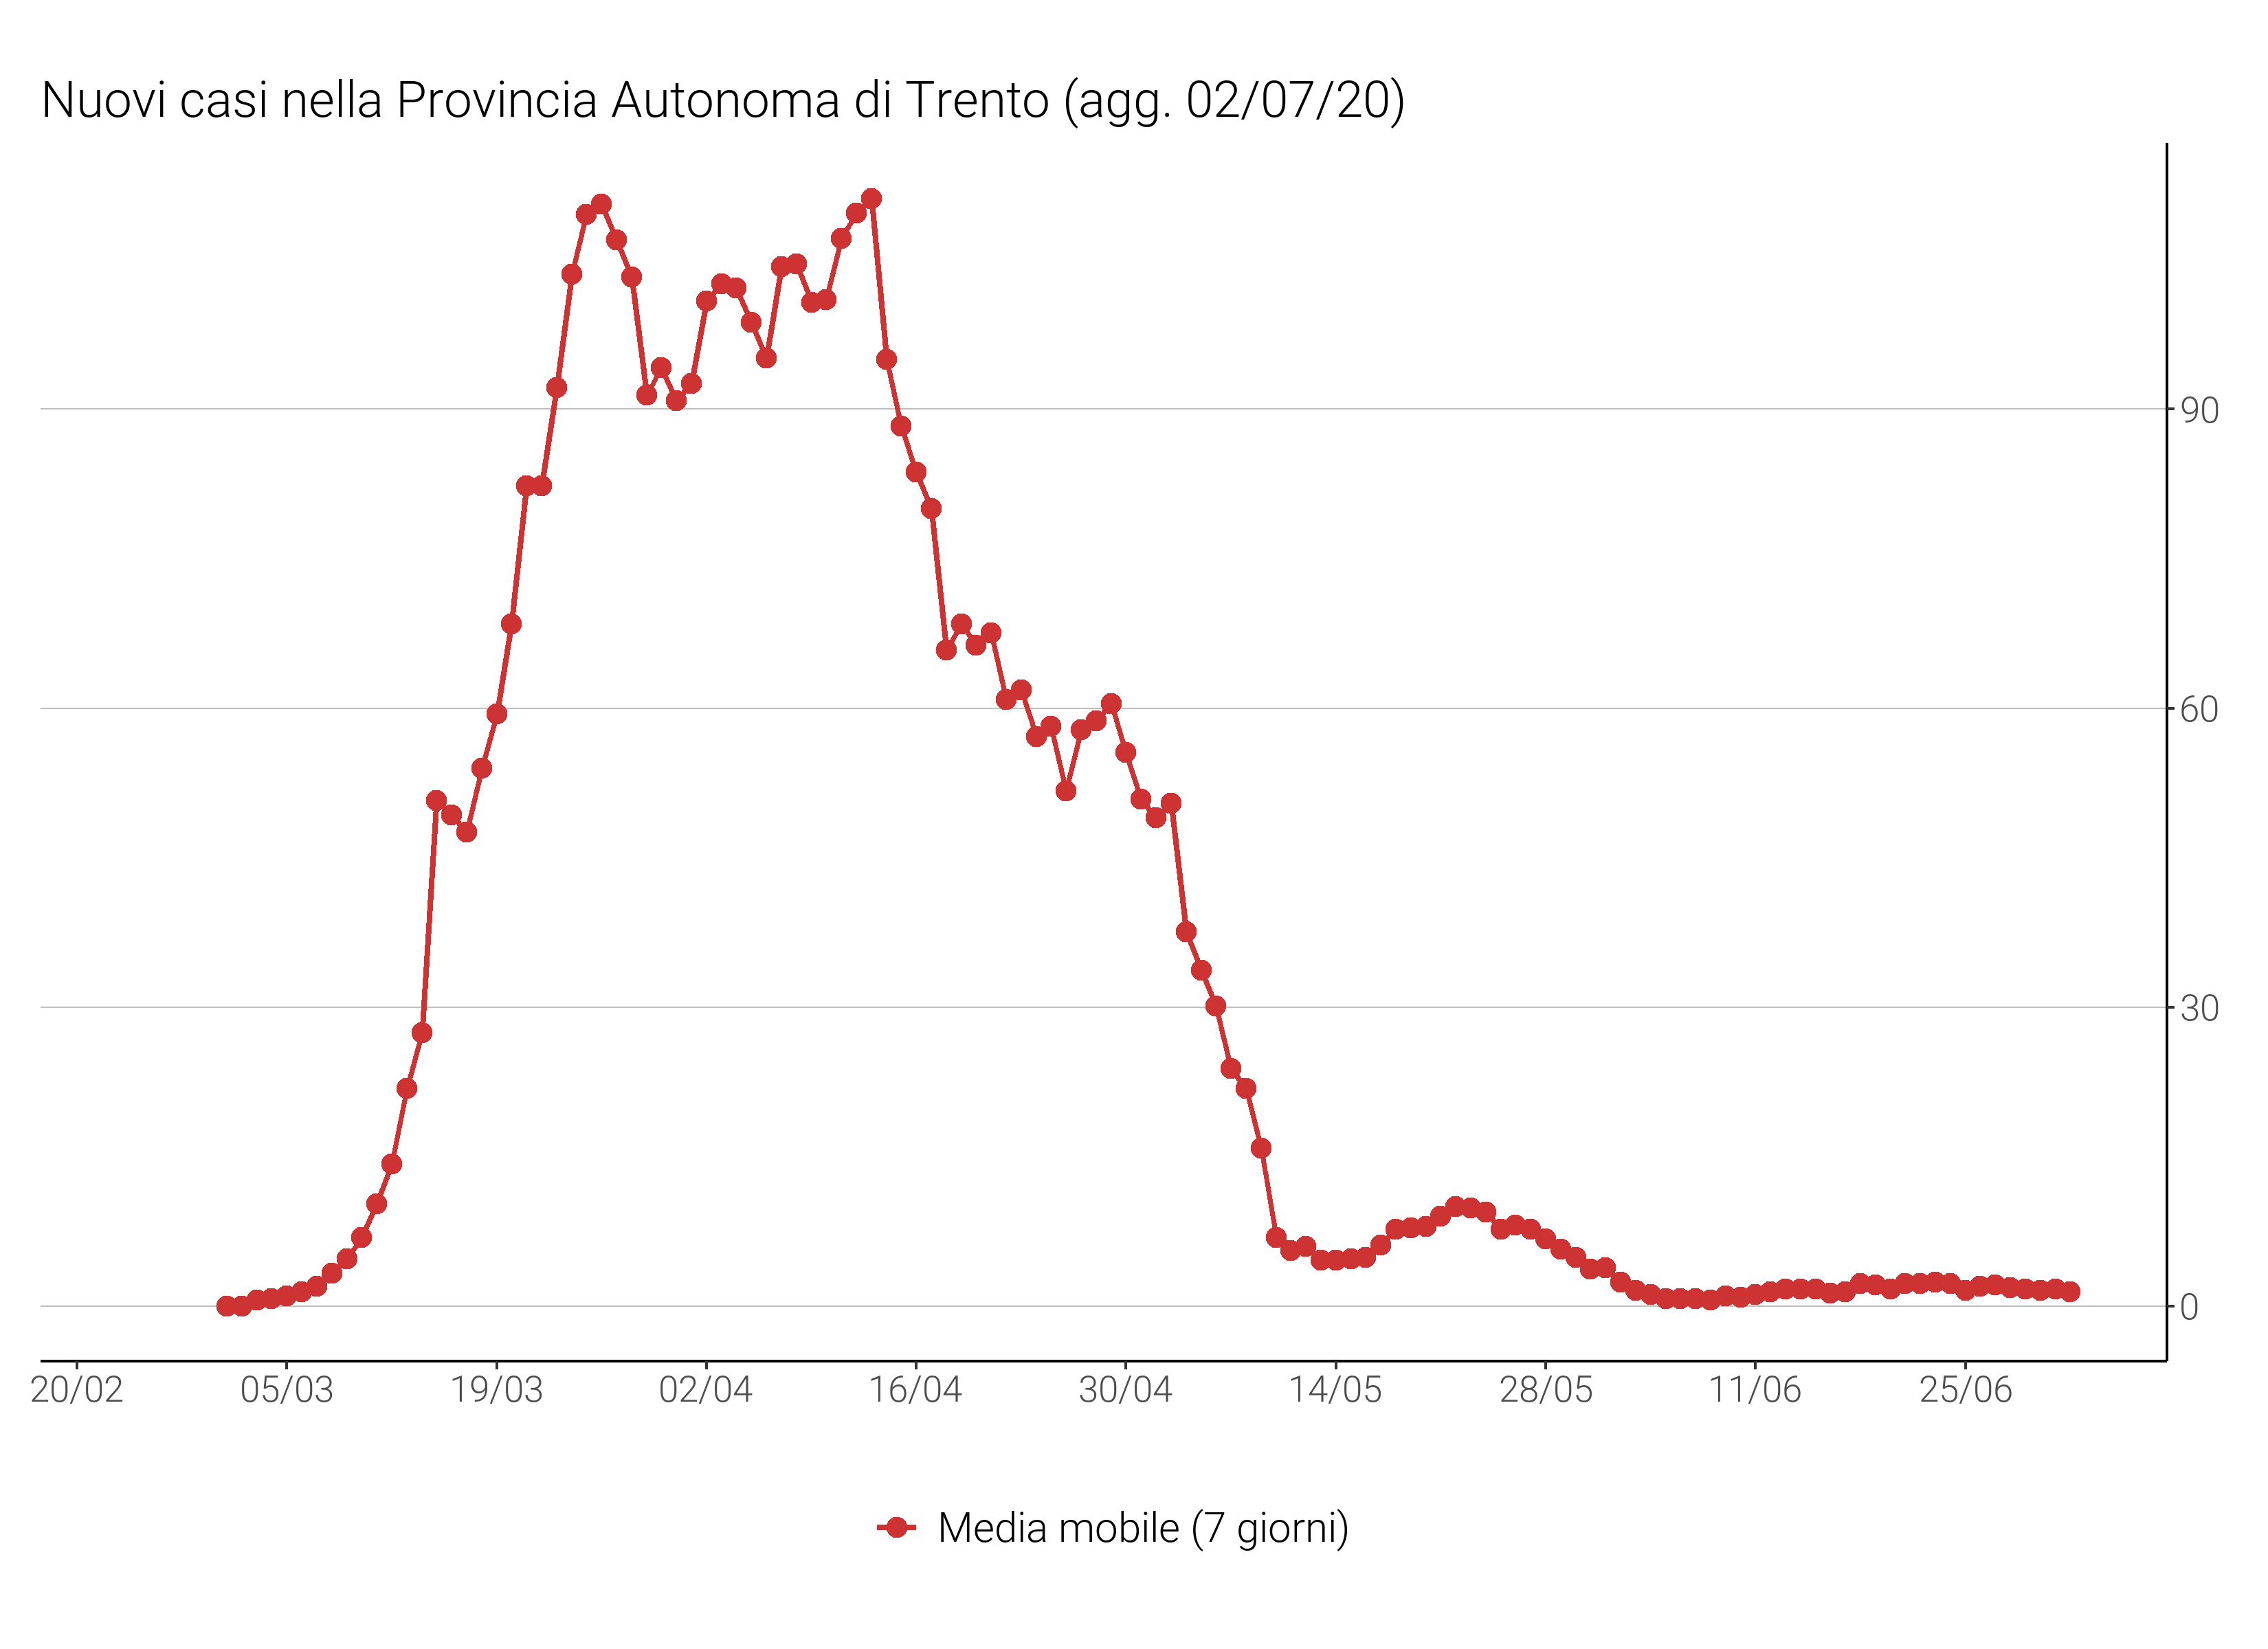 Nuovi casi nella Provincia Autonoma di Trento (agg. 02/07/20)
90
60
30
0
20/02 05/03 19/03 02/04 16/04 30/04 14/05 28/05 11/06 25/06
Media mobile (7 giorni)